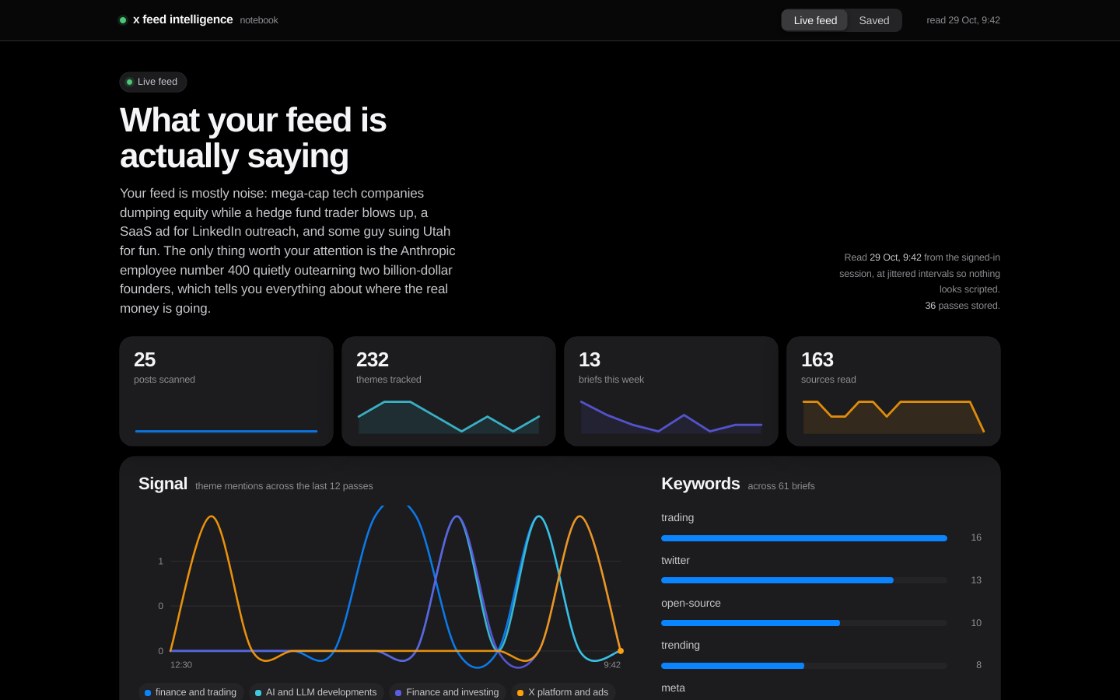 x feed intelligence notebook
Live feed Saved
read 29 Oct, 9:42
Live feed
What your feed is
actually saying
Your feed is mostly noise: mega-cap tech companies
dumping equity while a hedge fund trader blows up, a
SaaS ad for LinkedIn outreach, and some guy suing Utah
for fun. The only thing worth your attention is the Anthropic
employee number 400 quietly outearning two billion-dollar
founders, which tells you everything about where the real
money is going.
Read 29 Oct, 9:42 from the signed-in
session, at jittered intervals so nothing
looks scripted.
36 passes stored.
25
posts scanned
232
themes tracked
13
briefs this week
163
sources read
Signal theme mentions across the last 12 passes
1
0
0
12:30 9:42
finance and trading AI and LLM developments Finance and investing X platform and ads
Keywords across 61 briefs
trading
16
twitter
13
open-source
10
trending
8
meta